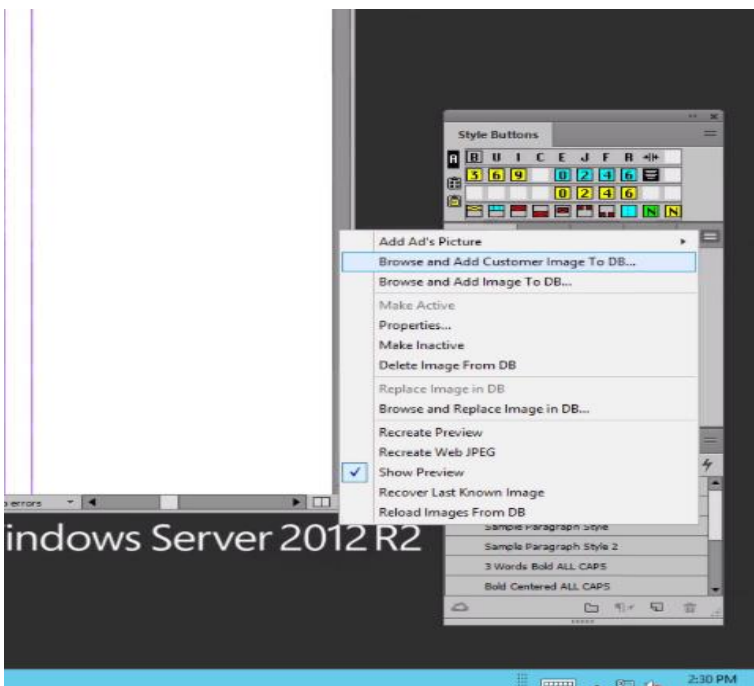 Style Buttons
A B U I C E J F R
3 6 9 0 2 4 6
0 2 4 6
N N
Add Ad's Picture
Browse and Add Customer Image To DB...
Browse and Add Image To DB...
Make Active
Properties...
Make Inactive
Delete Image From DB
Replace Image in DB
Browse and Replace Image in DB...
Recreate Preview
Recreate Web JPEG
Show Preview
Recover Last Known Image
Reload Images From DB
errors
indows Server 2012 R2
Sample Paragraph Style
Sample Paragraph Style 2
3 Words Bold ALL CAPS
Bold Centered ALL CAPS
2:30 PM